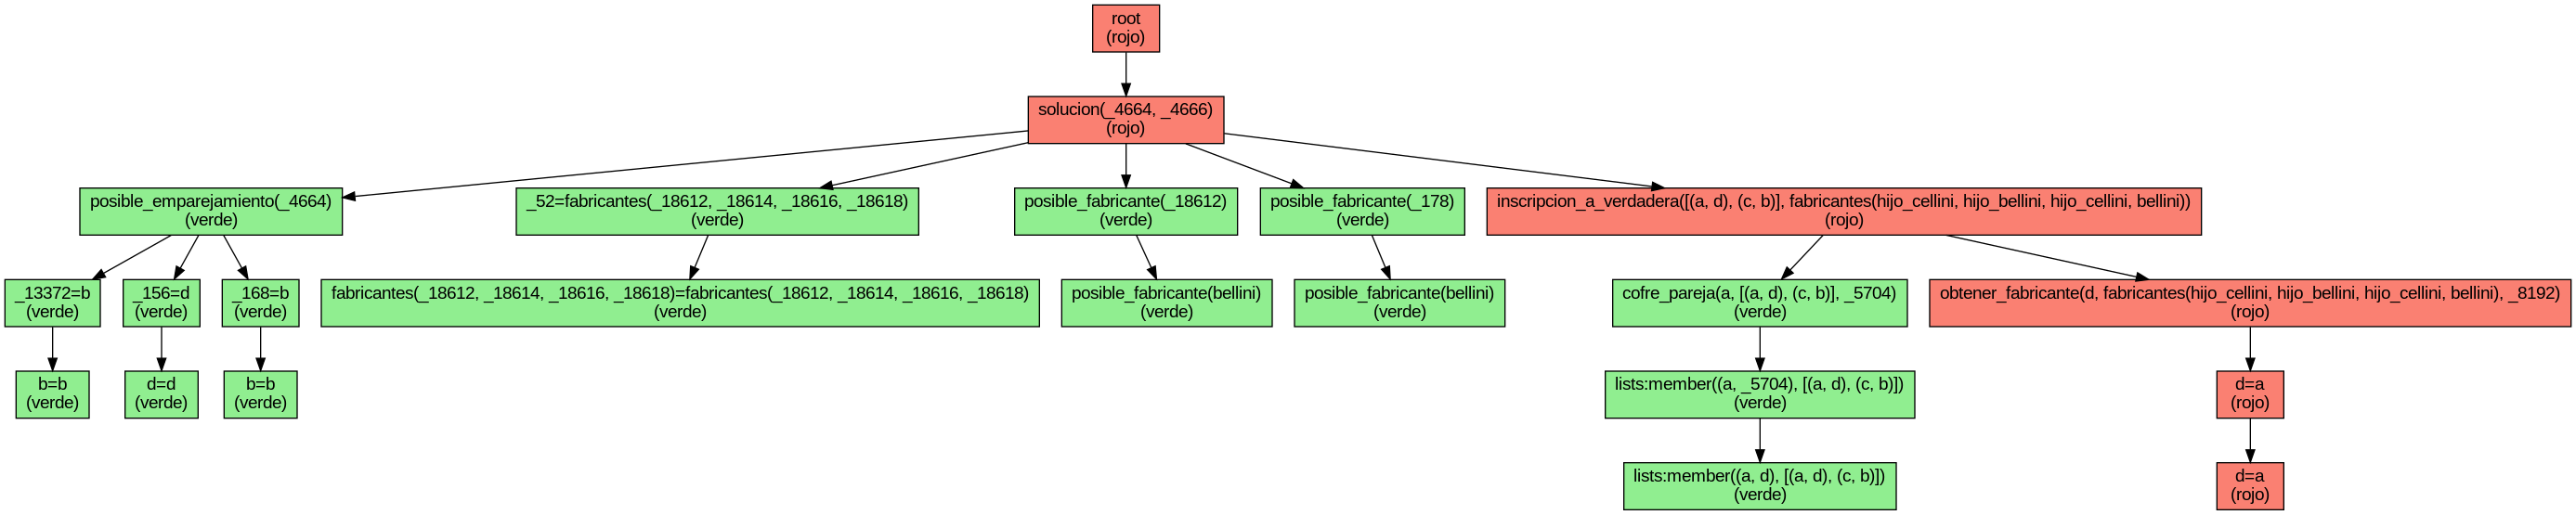 root
(rojo)
solucion(_4664, _4666)
(rojo)
posible_emparejamiento(_4664)
(verde)
_52=fabricantes(_18612, _18614, _18616, _18618)
(verde)
posible_fabricante(_18612)
(verde)
posible_fabricante(_178)
(verde)
inscripcion_a_verdadera([(a, d), (c, b)], fabricantes(hijo_cellini, hijo_bellini, hijo_cellini, bellini))
(rojo)
_13372=b
(verde)
_156=d
(verde)
_168=b
(verde)
fabricantes(_18612, _18614, _18616, _18618)=fabricantes(_18612, _18614, _18616, _18618)
(verde)
posible_fabricante(bellini)
(verde)
posible_fabricante(bellini)
(verde)
cofre_pareja(a, [(a, d), (c, b)], _5704)
(verde)
obtener_fabricante(d, fabricantes(hijo_cellini, hijo_bellini, hijo_cellini, bellini), _8192)
(rojo)
b=b
(verde)
d=d
(verde)
b=b
(verde)
lists:member((a, _5704), [(a, d), (c, b)])
(verde)
d=a
(rojo)
lists:member((a, d), [(a, d), (c, b)])
(verde)
d=a
(rojo)